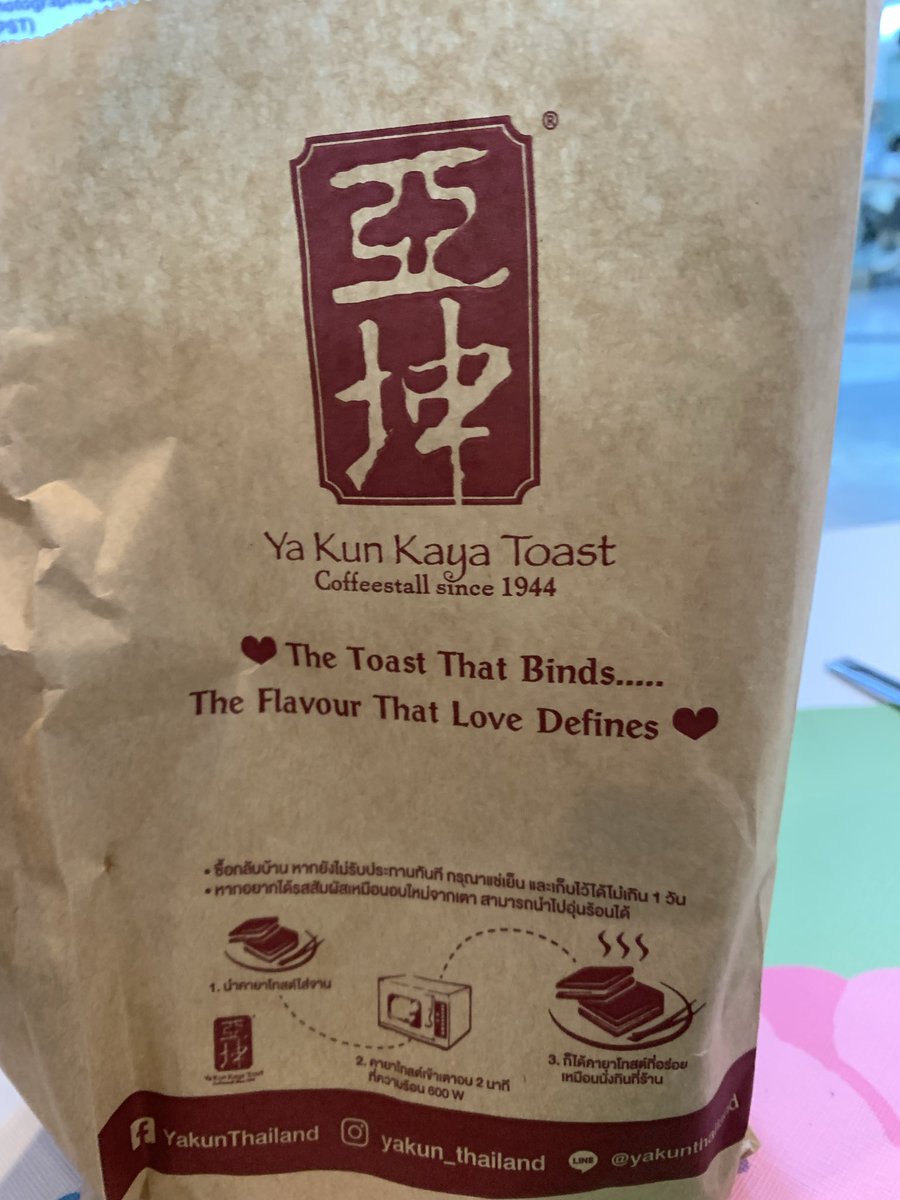 PST)
®
亞
坤
Ya Kun Kaya Toast
Coffeestall since 1944
The Toast That Binds.....
The Flavour That Love Defines
• ซื้อกลับบ้าน หากยังไม่รับประทานทันที กรุณาแช่เย็น และเก็บไว้ได้ไม่เกิน 1 วัน
• หากอยากได้รสสัมผัสเหมือนอบใหม่จากเตา สามารถนำไปอุ่นร้อนได้
1. นำคายาโทสต์ใส่จาน
亞
坤
Ya Kun Kaya Toast
2. คายาโทสต์เข้าเตาอบ 2 นาที
ที่ความร้อน 600 W
3. ก็ได้คายาโทสต์ที่อร่อย
เหมือนนั่งกินที่ร้าน
YakunThailand
yakun_thailand
LINE
@yakunthailand